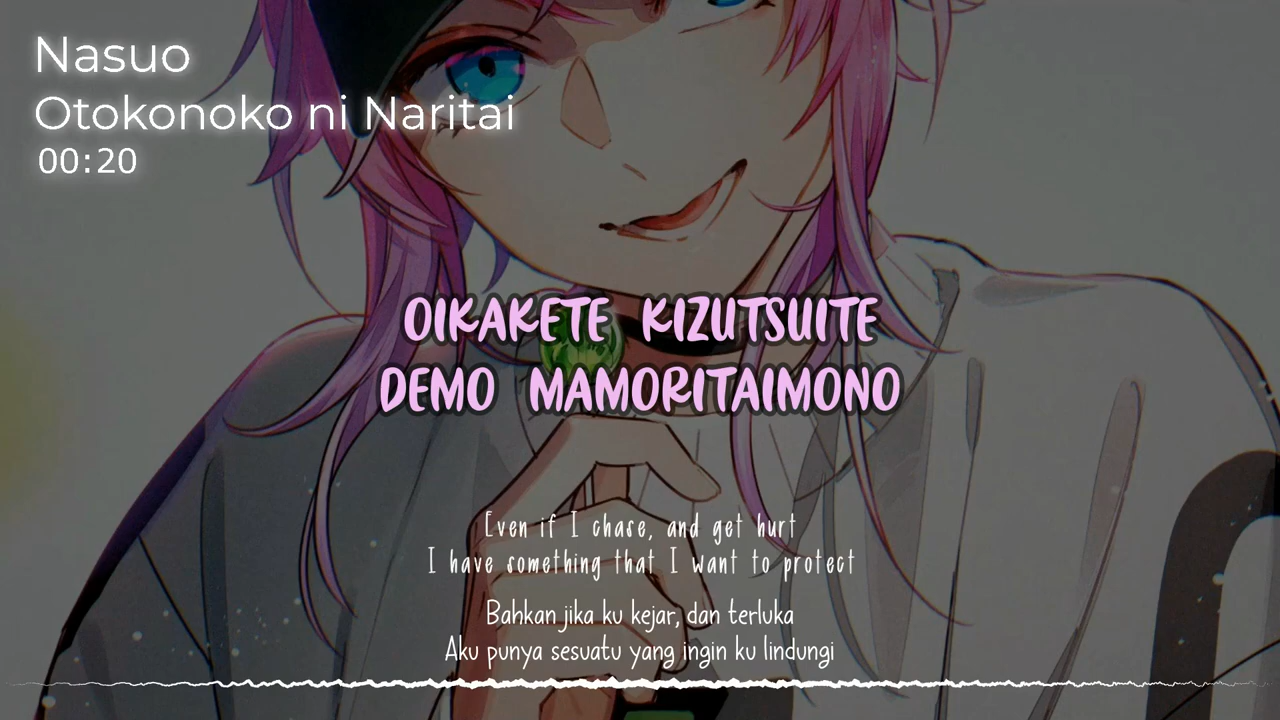 Nasuo
Otokonoko ni Naritai
00:20
OIKAKETE KIZUTSUITE
DEMO MAMORITAIMONO
Even if I chase, and get hurt
I have something that I want to protect
Bahkan jika ku kejar, dan terluka
Aku punya sesuatu yang ingin ku lindungi